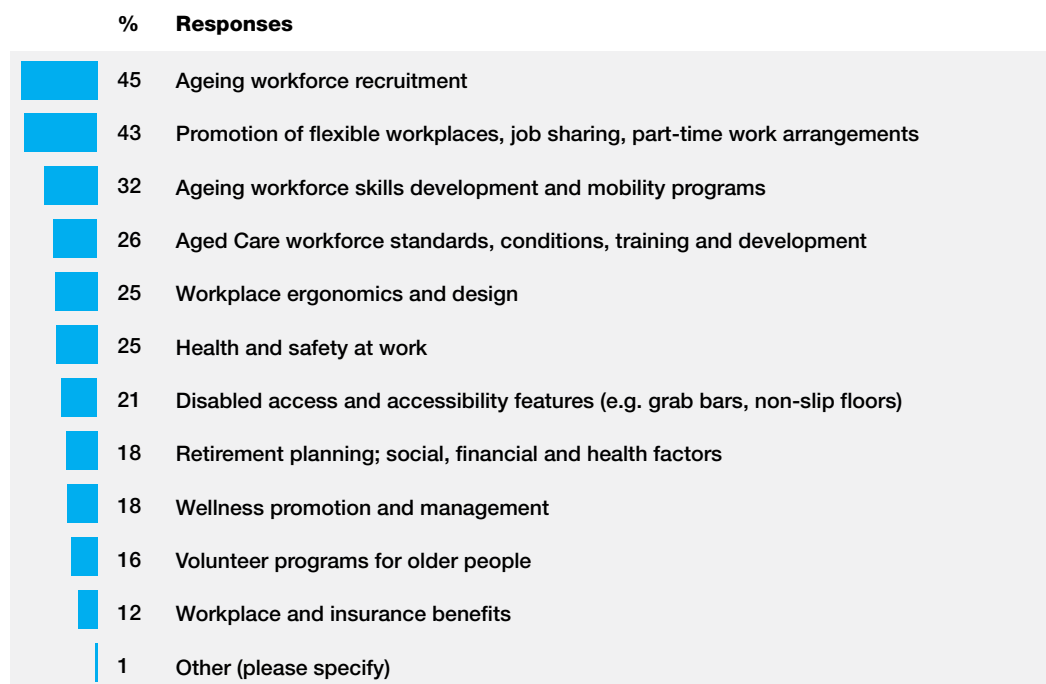 % Responses
45 Ageing workforce recruitment
43 Promotion of flexible workplaces, job sharing, part-time work arrangements
32 Ageing workforce skills development and mobility programs
26 Aged Care workforce standards, conditions, training and development
25 Workplace ergonomics and design
25 Health and safety at work
21 Disabled access and accessibility features (e.g. grab bars, non-slip floors)
18 Retirement planning; social, financial and health factors
18 Wellness promotion and management
16 Volunteer programs for older people
12 Workplace and insurance benefits
1 Other (please specify)